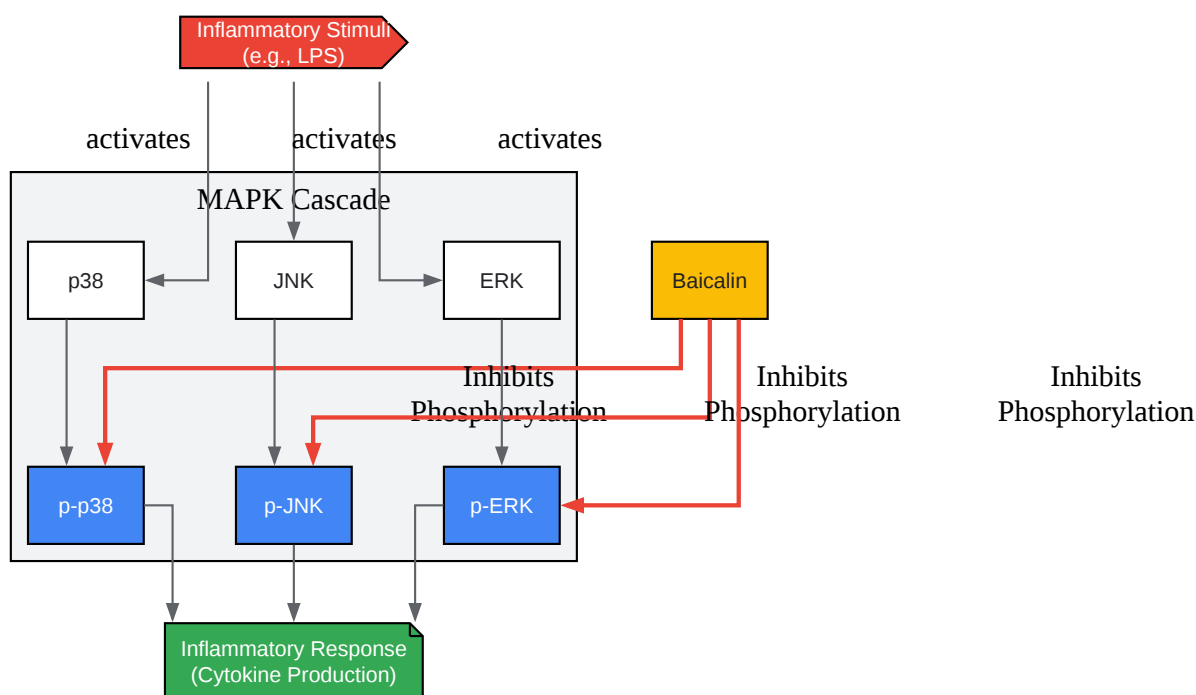 Inflammatory Stimuli
(e.g., LPS)
activates
activates
activates
MAPK Cascade
p38
JNK
ERK
Baicalin
Inhibits
Phosphorylation
Inhibits
Phosphorylation
Inhibits
Phosphorylation
p-p38
p-JNK
p-ERK
Inflammatory Response
(Cytokine Production)